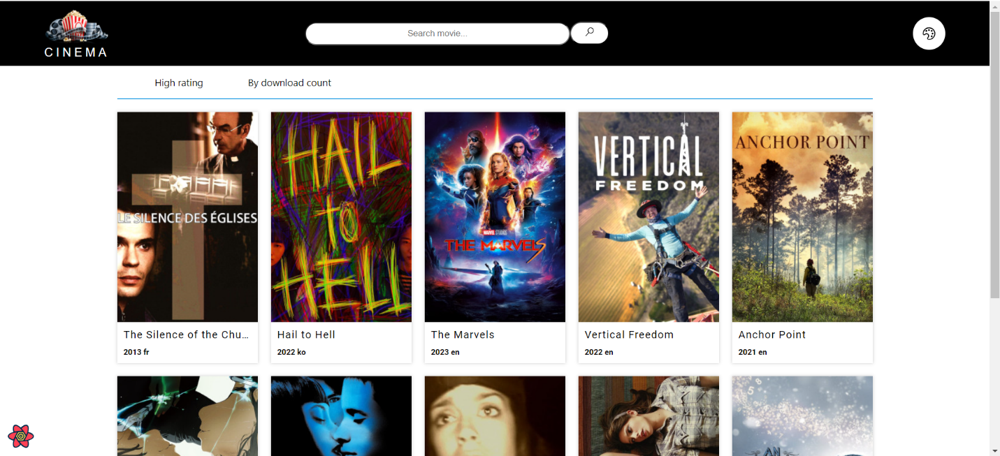 CINEMA
Search movie...
High rating
By download count
LE SILENCE DES ÉGLISES
HAIL
to
HELL
MARVEL STUDIOS
THE MARVELS
VERTICAL
FREEDOM
ANCHOR POINT
The Silence of the Chu...
2013 fr
Hail to Hell
2022 ko
The Marvels
2023 en
Vertical Freedom
2022 en
Anchor Point
2021 en
5
8
AN